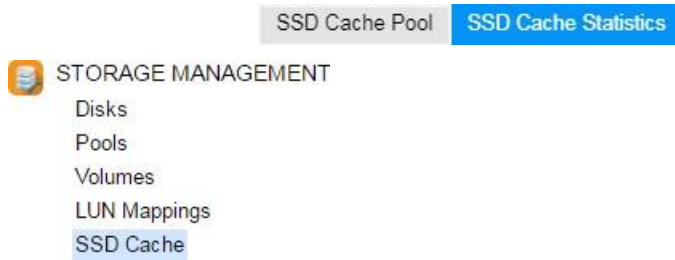 SSD Cache Pool SSD Cache Statistics
STORAGE MANAGEMENT
Disks
Pools
Volumes
LUN Mappings
SSD Cache